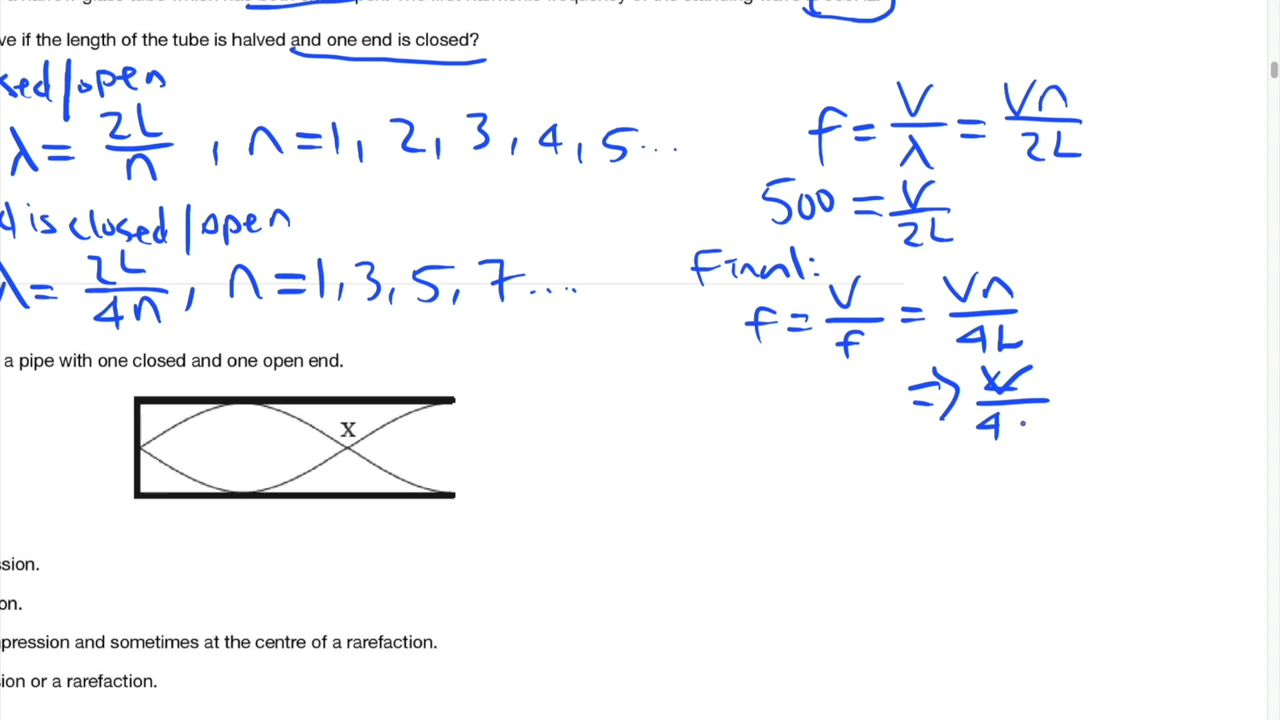 ve if the length of the tube is halved and one end is closed?
sed/open
λ = 2L/n , n = 1, 2, 3, 4, 5...
f = V/λ = Vn/2L
500 = V/2L
d is closed/open
λ = 2L/4n , n = 1, 3, 5, 7....
Final:
f = V/f = Vn/4L
⇒ V/4.
a pipe with one closed and one open end.
X
sion.
on.
pression and sometimes at the centre of a rarefaction.
sion or a rarefaction.